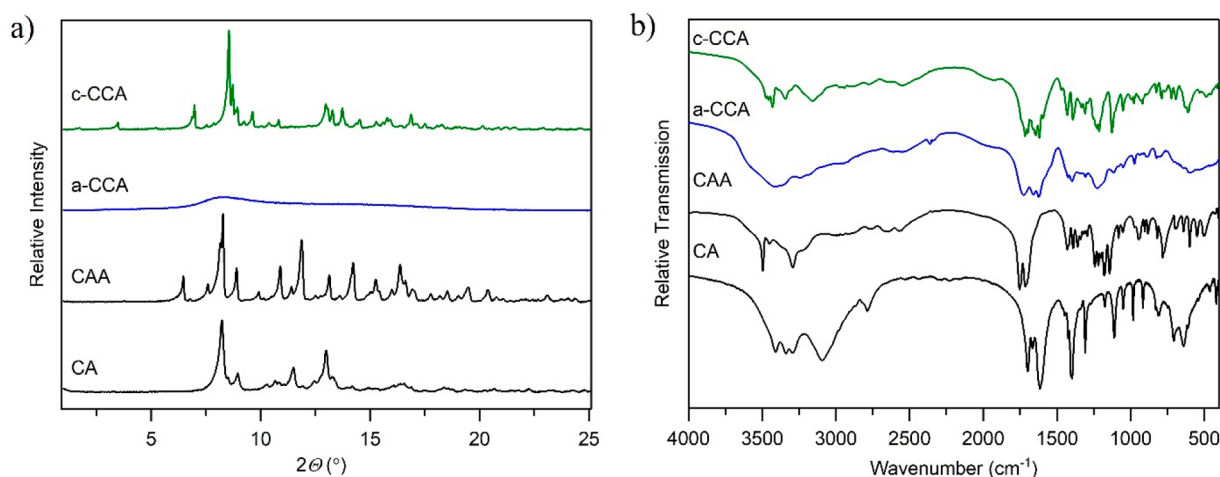 a)
c-CCA
a-CCA
CAA
CA
Relative Intensity
5
10
15
20
25
2Θ (°)
b)
c-CCA
a-CCA
CAA
CA
Relative Transmission
4000
3500
3000
2500
2000
1500
1000
500
Wavenumber (cm⁻¹)